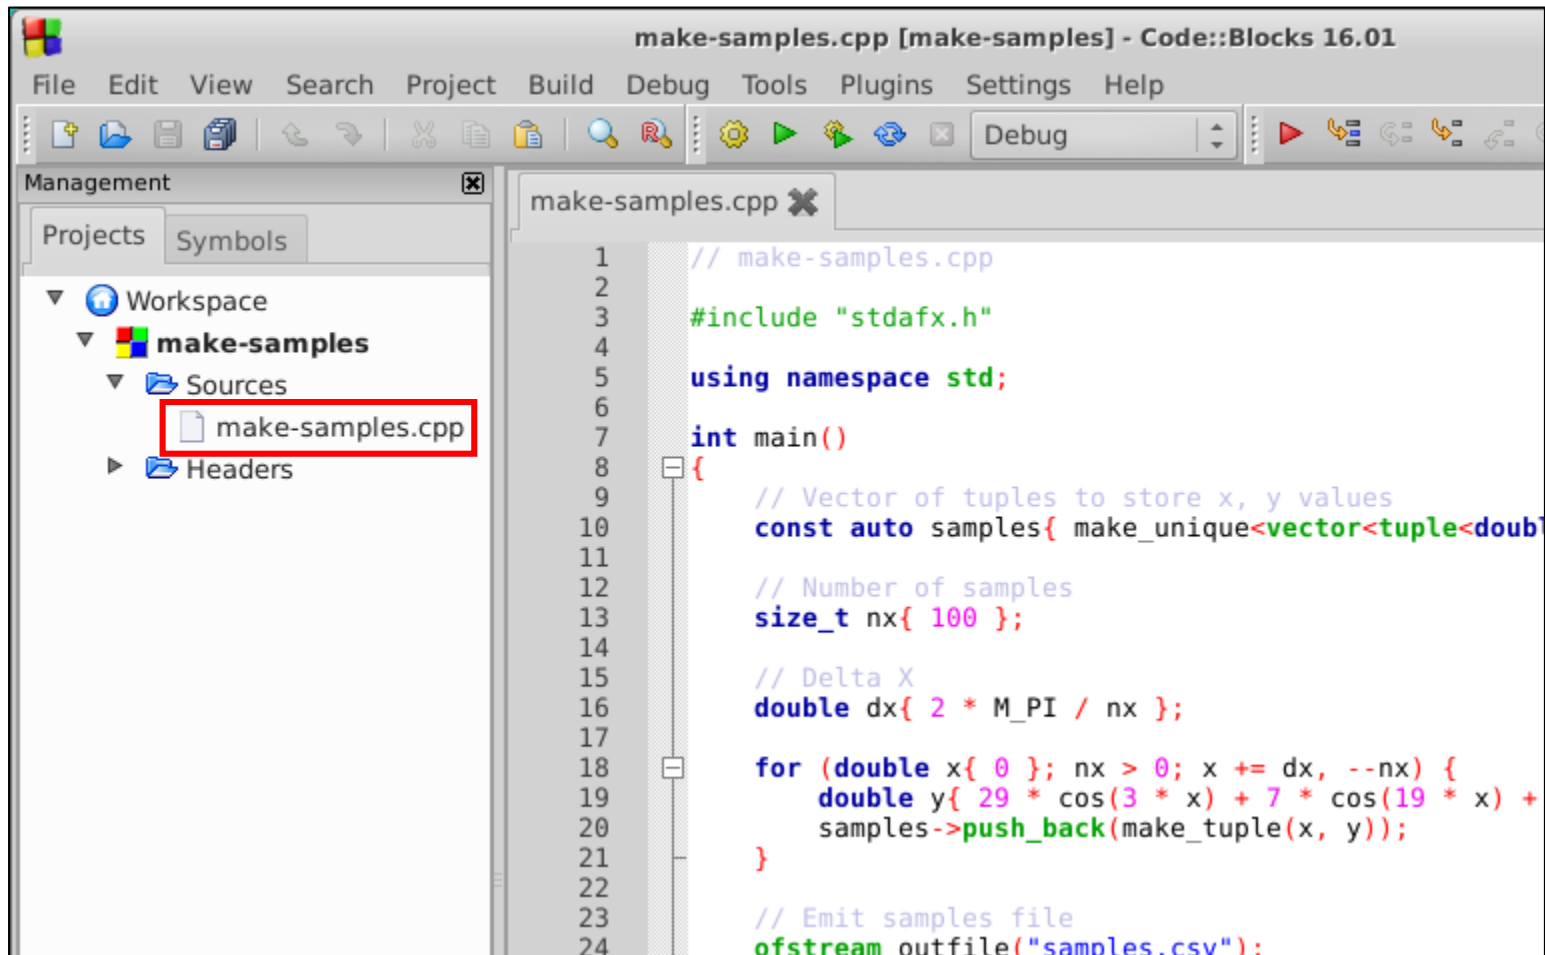 make-samples.cpp [make-samples] - Code::Blocks 16.01
File Edit View Search Project Build Debug Tools Plugins Settings Help
Debug
Management
Projects Symbols
Workspace
make-samples
Sources
make-samples.cpp
Headers
make-samples.cpp
1 // make-samples.cpp
2
3 #include "stdafx.h"
4
5 using namespace std;
6
7 int main()
8 {
9 // Vector of tuples to store x, y values
10 const auto samples{ make_unique<vector<tuple<doubl
11
12 // Number of samples
13 size_t nx{ 100 };
14
15 // Delta X
16 double dx{ 2 * M_PI / nx };
17
18 for (double x{ 0 }; nx > 0; x += dx, --nx) {
19 double y{ 29 * cos(3 * x) + 7 * cos(19 * x) +
20 samples->push_back(make_tuple(x, y));
21 }
22
23 // Emit samples file
24 ofstream outfile("samples.csv");